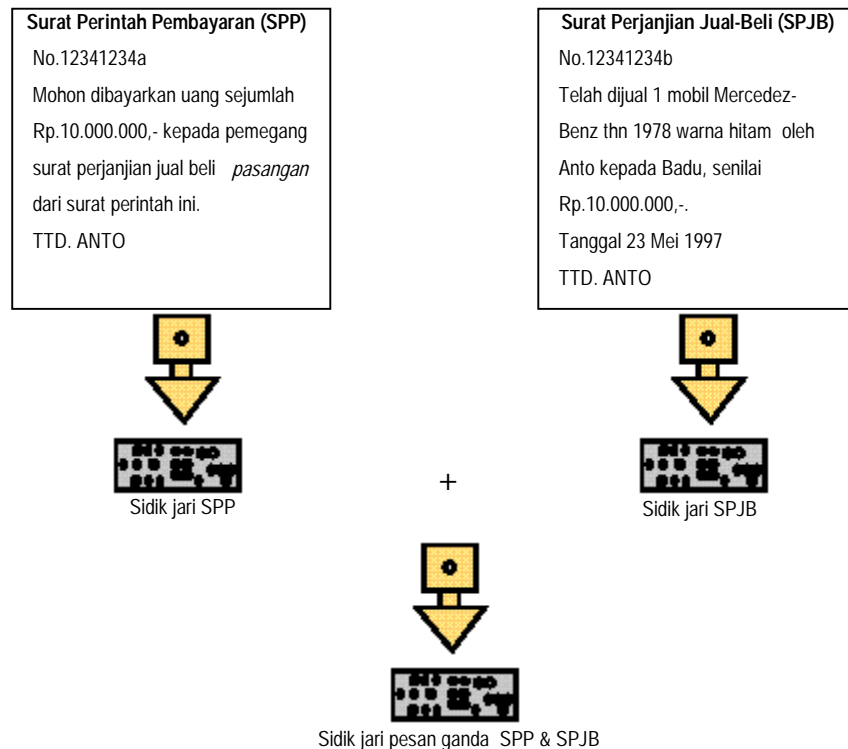 Surat Perintah Pembayaran (SPP)
No.12341234a
Mohon dibayarkan uang sejumlah
Rp.10.000.000,- kepada pemegang
surat perjanjian jual beli pasangan
dari surat perintah ini.
TTD. ANTO
Surat Perjanjian Jual-Beli (SPJB)
No.12341234b
Telah dijual 1 mobil Mercedez-
Benz thn 1978 warna hitam oleh
Anto kepada Badu, senilai
Rp.10.000.000,-.
Tanggal 23 Mei 1997
TTD. ANTO
Sidik jari SPP
+
Sidik jari SPJB
Sidik jari pesan ganda SPP & SPJB